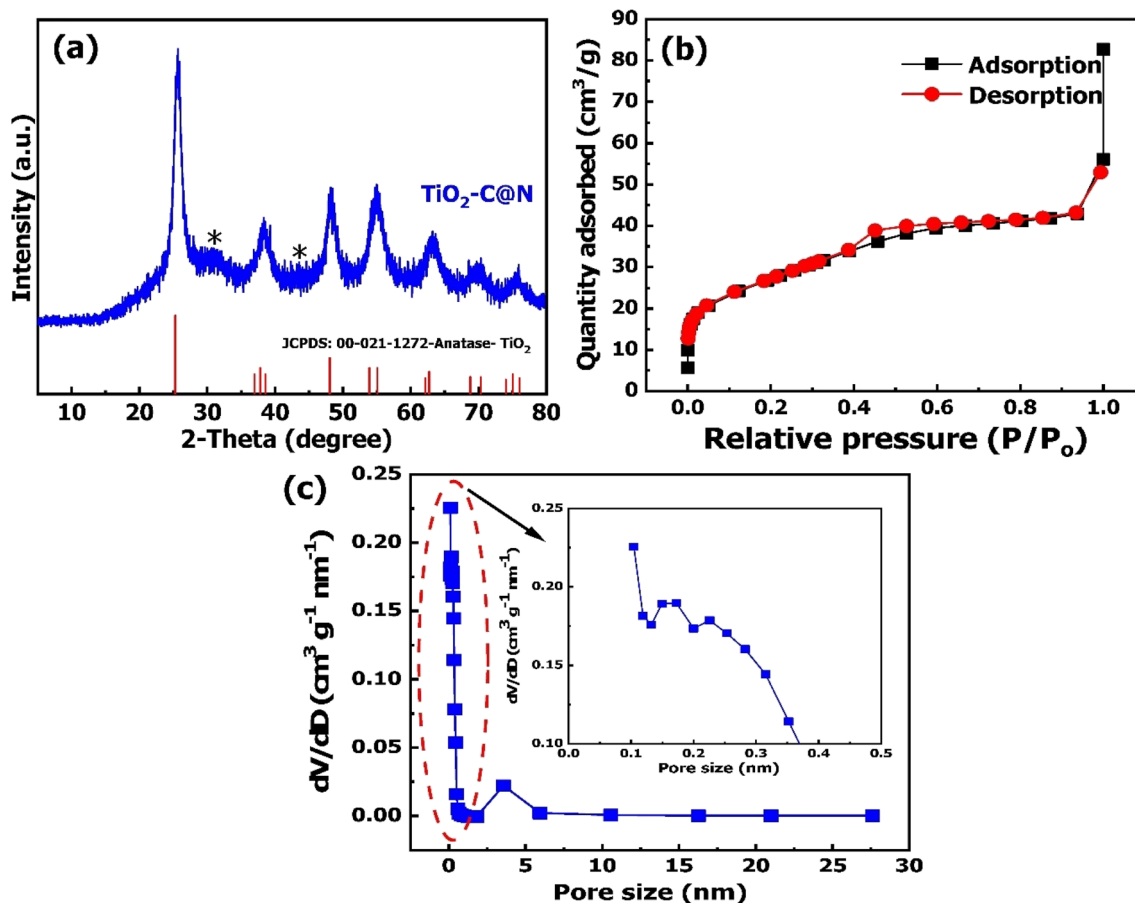 (a)
Intensity (a.u.)
TiO₂-C@N
*
*
JCPDS: 00-021-1272-Anatase- TiO₂
10 20 30 40 50 60 70 80
2-Theta (degree)
(b)
Quantity adsorbed (cm³/g)
90
80
70
60
50
40
30
20
10
0
Adsorption
Desorption
0.0 0.2 0.4 0.6 0.8 1.0
Relative pressure (P/Pₒ)
(c)
dV/dD (cm³ g⁻¹ nm⁻¹)
0.25
0.20
0.15
0.10
0.05
0.00
0 5 10 15 20 25 30
Pore size (nm)
dV/dD (cm³ g⁻¹ nm⁻¹)
0.25
0.20
0.15
0.10
0.0 0.1 0.2 0.3 0.4 0.5
Pore size (nm)